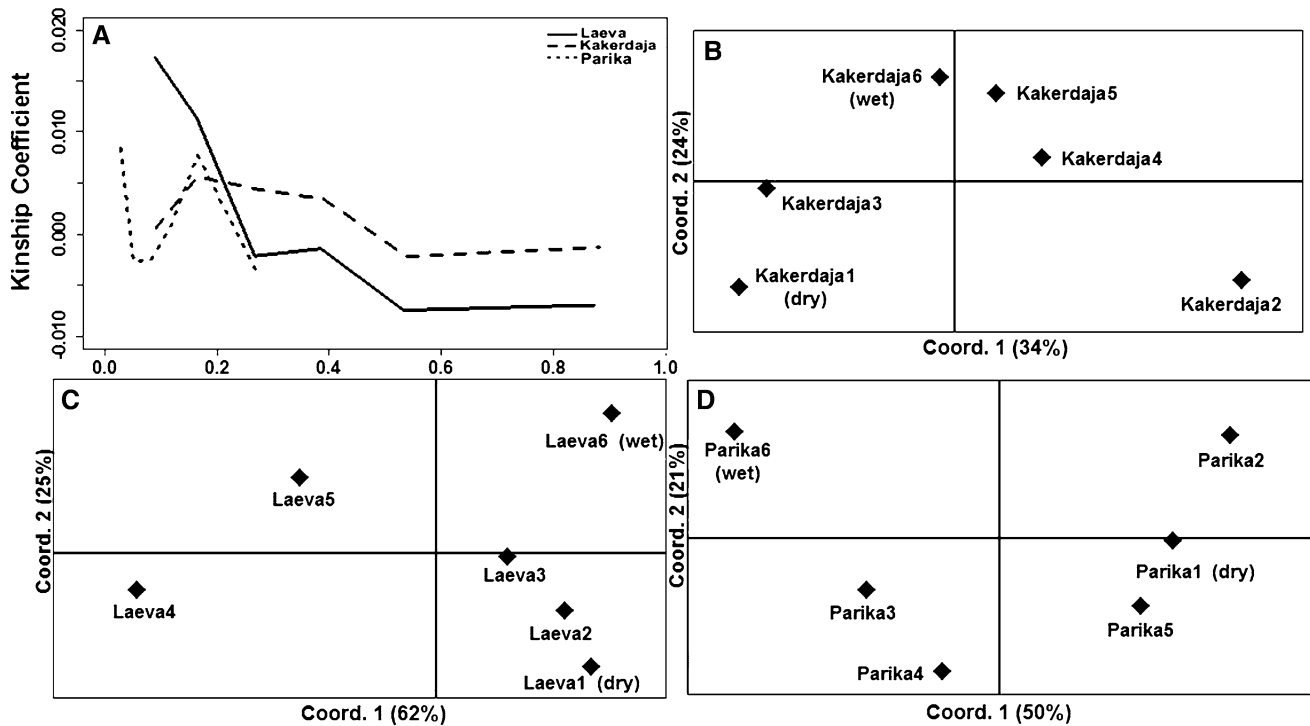 A
Laeva
Kakerdaja
Parika
Kinship Coefficient
0.020
0.010
0.000
-0.010
0.0
0.2
0.4
0.6
0.8
1.0
B
Kakerdaja6
(wet)
Kakerdaja5
Kakerdaja4
Kakerdaja3
Kakerdaja1
(dry)
Kakerdaja2
Coord. 2 (24%)
Coord. 1 (34%)
C
Laeva6 (wet)
Laeva5
Laeva3
Laeva4
Laeva2
Laeva1 (dry)
Coord. 2 (25%)
Coord. 1 (62%)
D
Parika6
(wet)
Parika2
Parika1 (dry)
Parika3
Parika5
Parika4
Coord. 2 (21%)
Coord. 1 (50%)